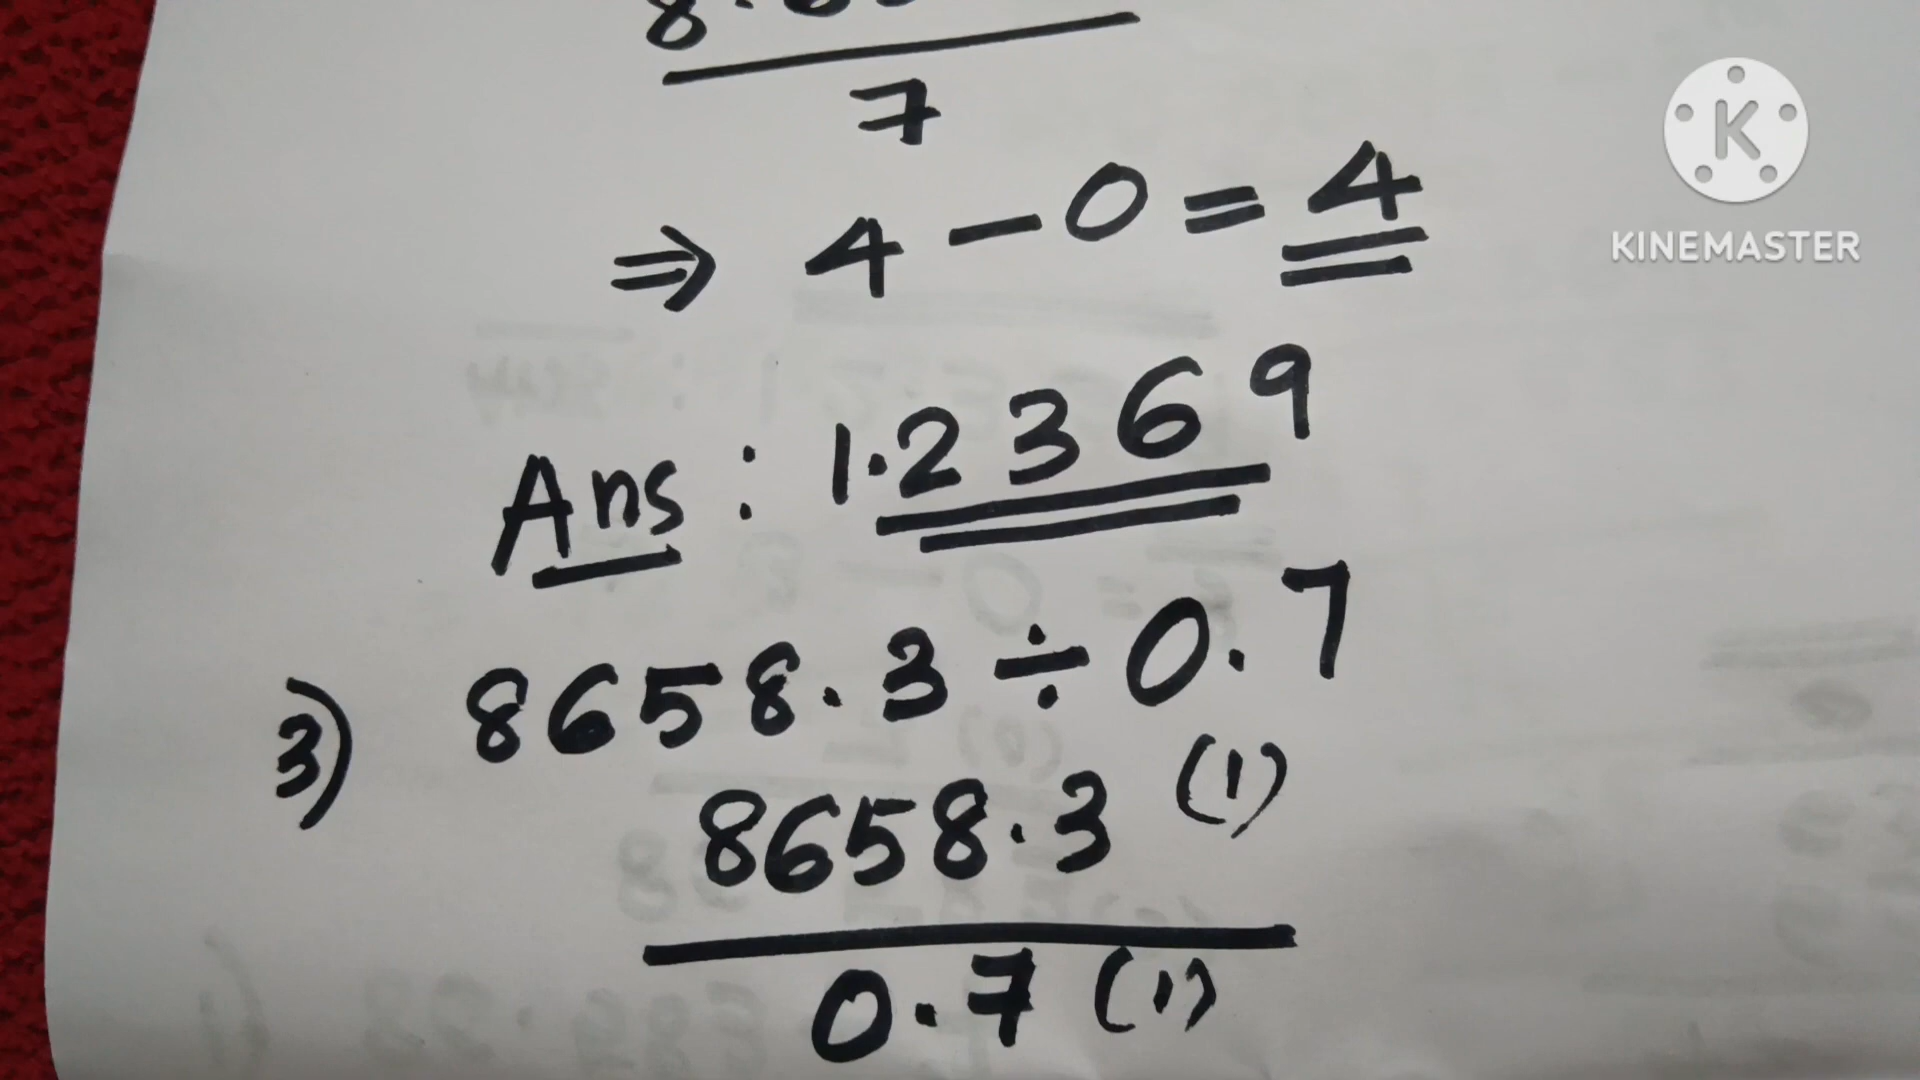 7
⇒ 4 - 0 = 4
Ans : 1.2369
3) 8658.3 ÷ 0.7
8658.3 (1)
0.7 (1)
K
KINEMASTER